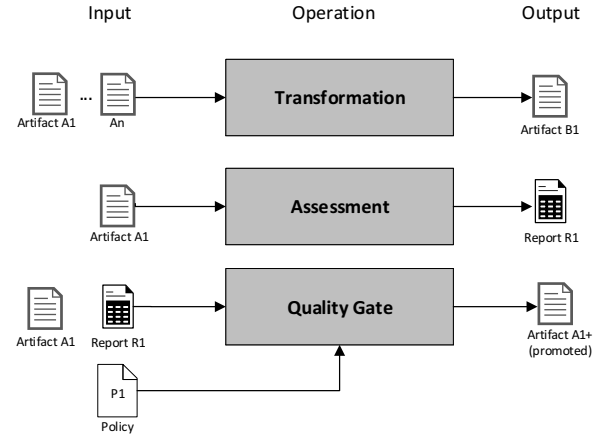 Input Operation Output
... Transformation
Artifact A1 An Artifact B1
Assessment
Artifact A1 Report R1
Quality Gate
Artifact A1 Report R1 Artifact A1+
(promoted)
P1
Policy